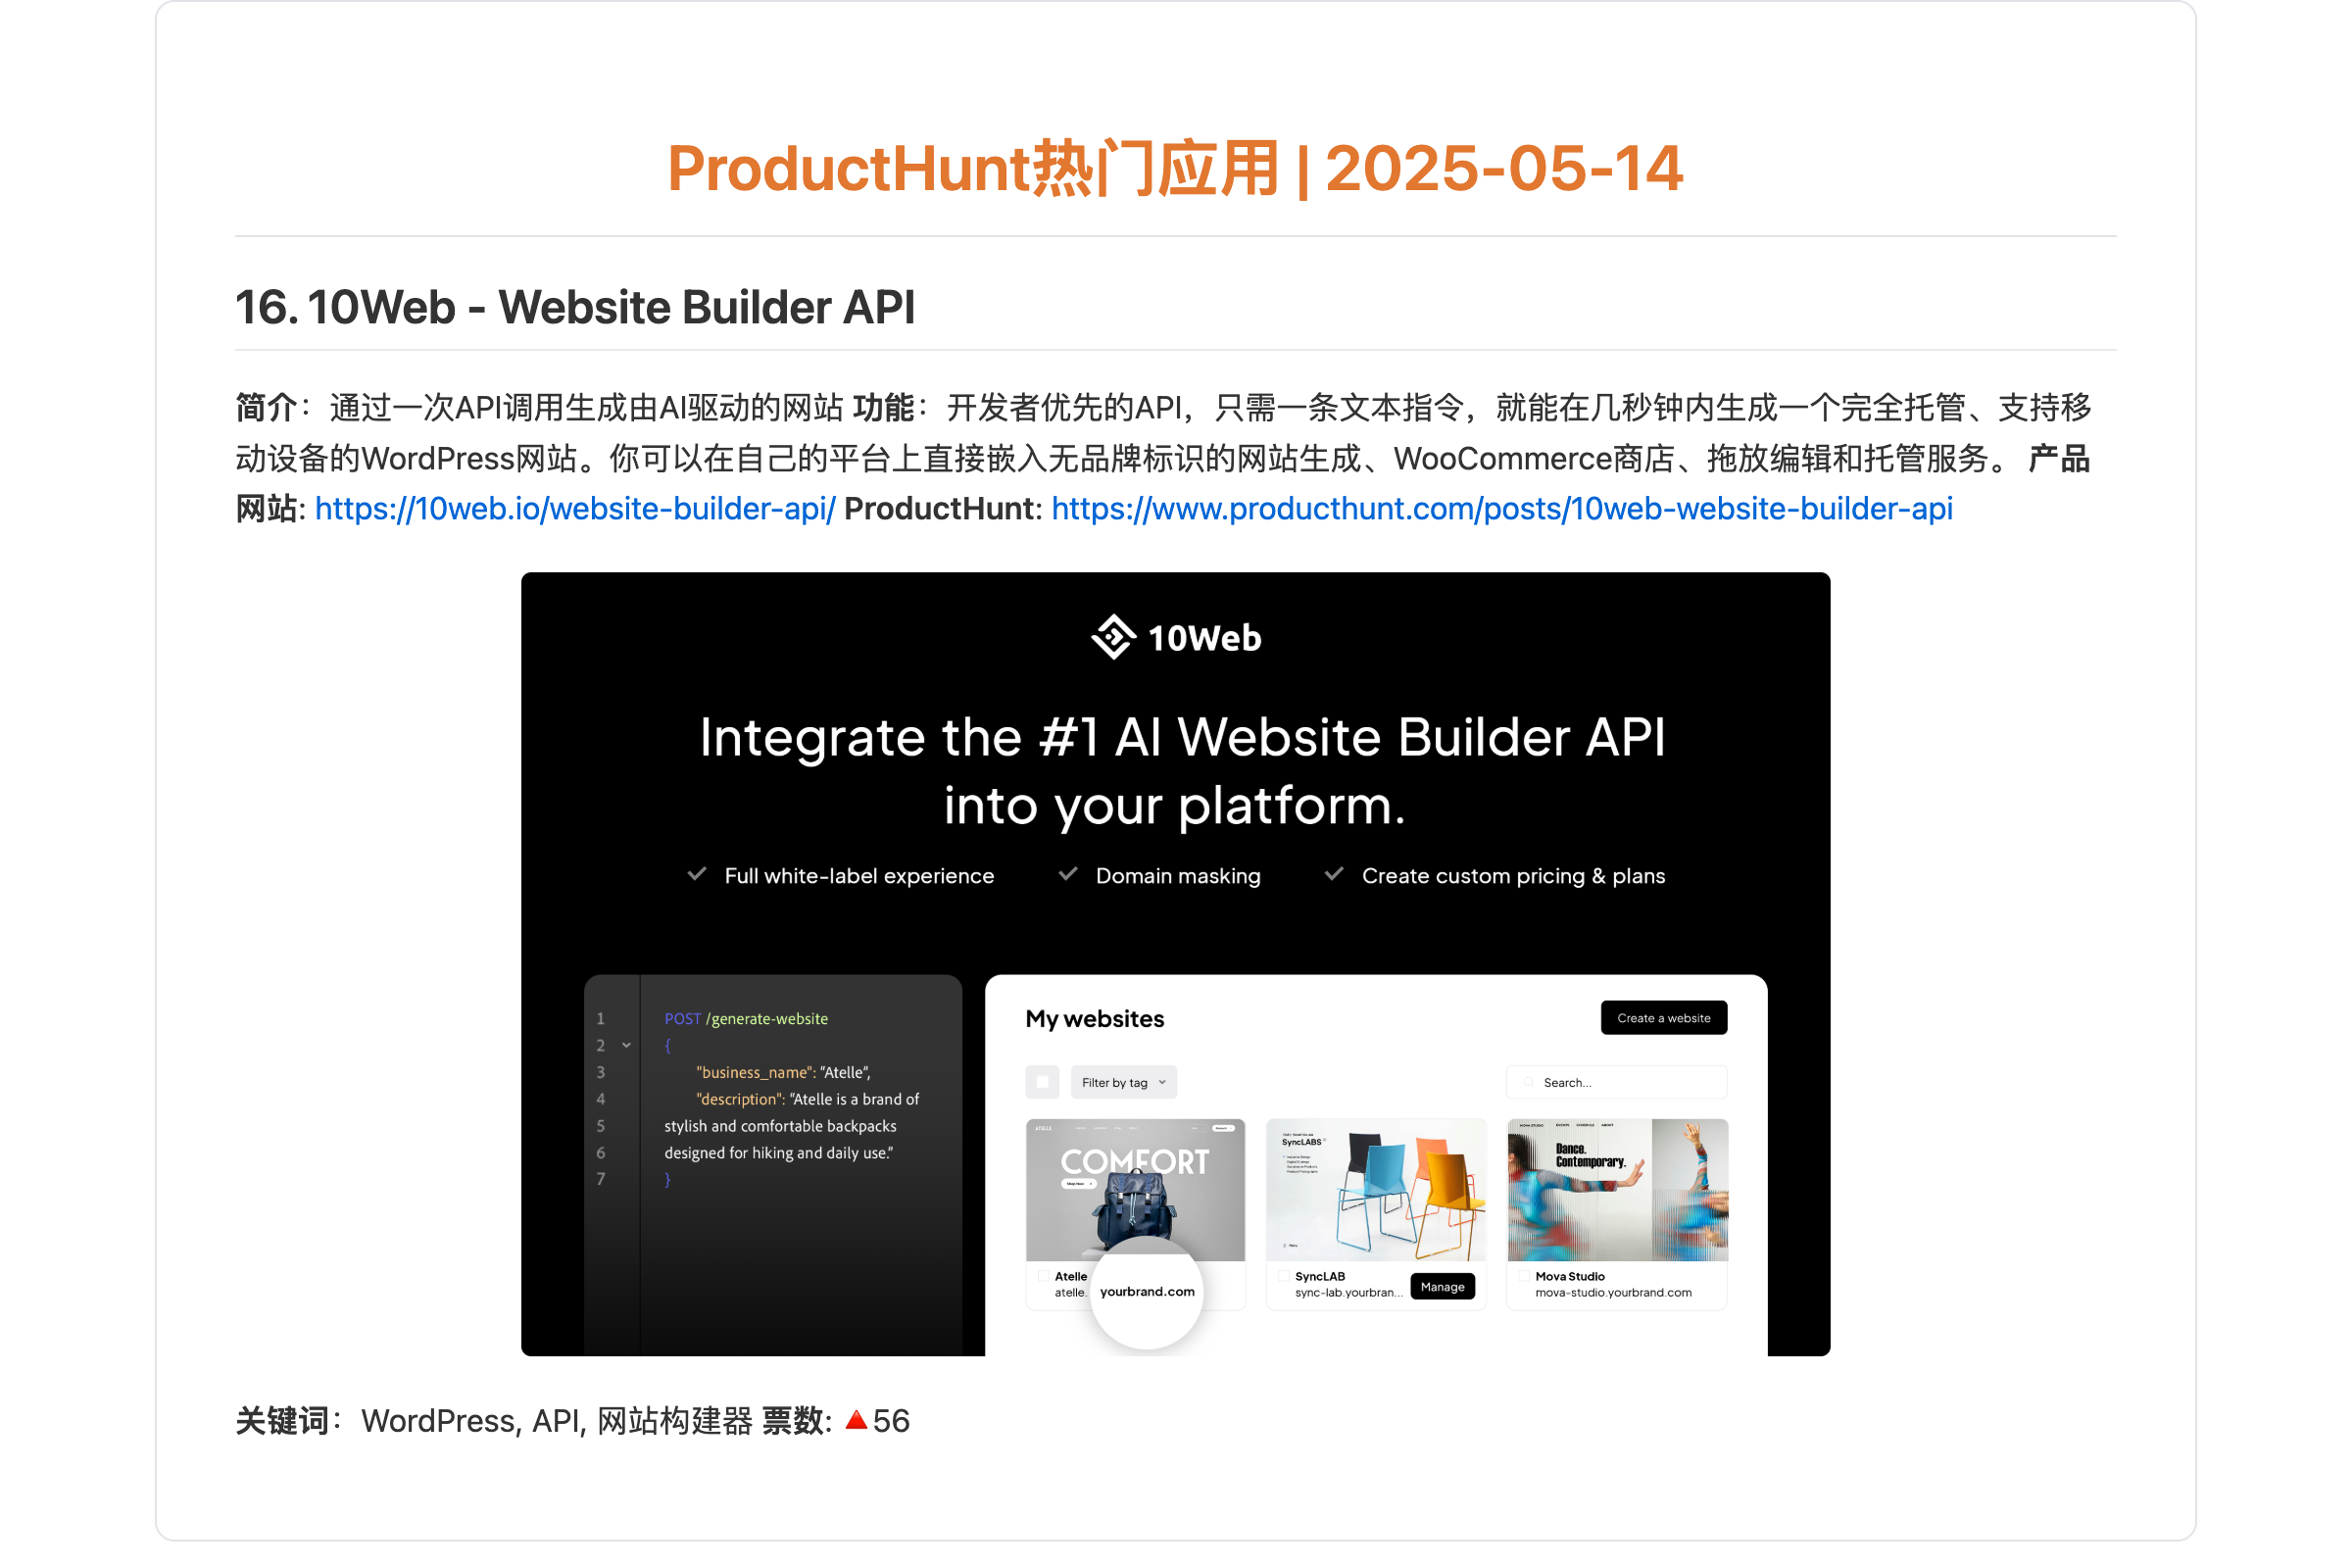 ProductHunt热门应用 | 2025-05-14
16. 10Web - Website Builder API
简介：通过一次API调用生成由AI驱动的网站 功能：开发者优先的API，只需一条文本指令，就能在几秒钟内生成一个完全托管、支持移
动设备的WordPress网站。你可以在自己的平台上直接嵌入无品牌标识的网站生成、WooCommerce商店、拖放编辑和托管服务。 产品
网站: https://10web.io/website-builder-api/ ProductHunt: https://www.producthunt.com/posts/10web-website-builder-api
10Web
Integrate the #1 AI Website Builder API
into your platform.
Full white-label experience
Domain masking
Create custom pricing & plans
1 POST /generate-website
2 {
3 "business_name": “Atelle”,
4 "description": “Atelle is a brand of
5 stylish and comfortable backpacks
6 designed for hiking and daily use.”
7 }
My websites
Create a website
Filter by tag
Search...
ATELLE
COMFORT
Shop Now
SyncLABS
MOVA STUDIO EVENTS SCHEDULE ABOUT
Dance.
Contemporary.
Atelle
atelle.
yourbrand.com
SyncLAB
sync-lab.yourbran...
Manage
Mova Studio
mova-studio.yourbrand.com
关键词：WordPress, API, 网站构建器 票数: 🔺56